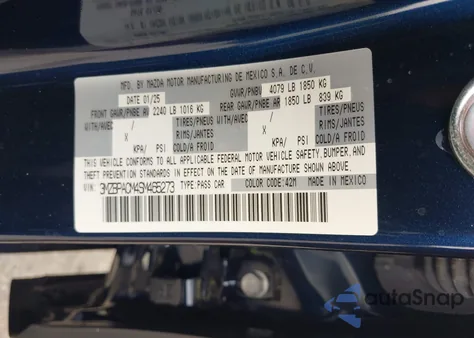 MFD. BY MAZDA MOTOR MANUFACTURING DE MEXICO S.A. DE C.V.
DATE 01/25 GVWR/PNBV 4079 LB 1850 KG
FRONT GAWR/PNBE AV 2240 LB 1016 KG REAR GAWR/PNBE AR 1850 LB 839 KG
WITH/AVEC / TIRES/PNEUS WITH/AVEC / TIRES/PNEUS
X RIMS/JANTES X RIMS/JANTES
KPA/ PSI COLD/A FROID KPA/ PSI COLD/A FROID
THIS VEHICLE CONFORMS TO ALL APPLICABLE FEDERAL MOTOR VEHICLE SAFETY, BUMPER, AND
THEFT PREVENTION STANDARDS IN EFFECT ON THE DATE OF MANUFACTURE SHOWN ABOVE.
VIN: 3MZBPACM4SM465273 TYPE PASS CAR COLOR:42M MADE IN MEXICO
autoSnap